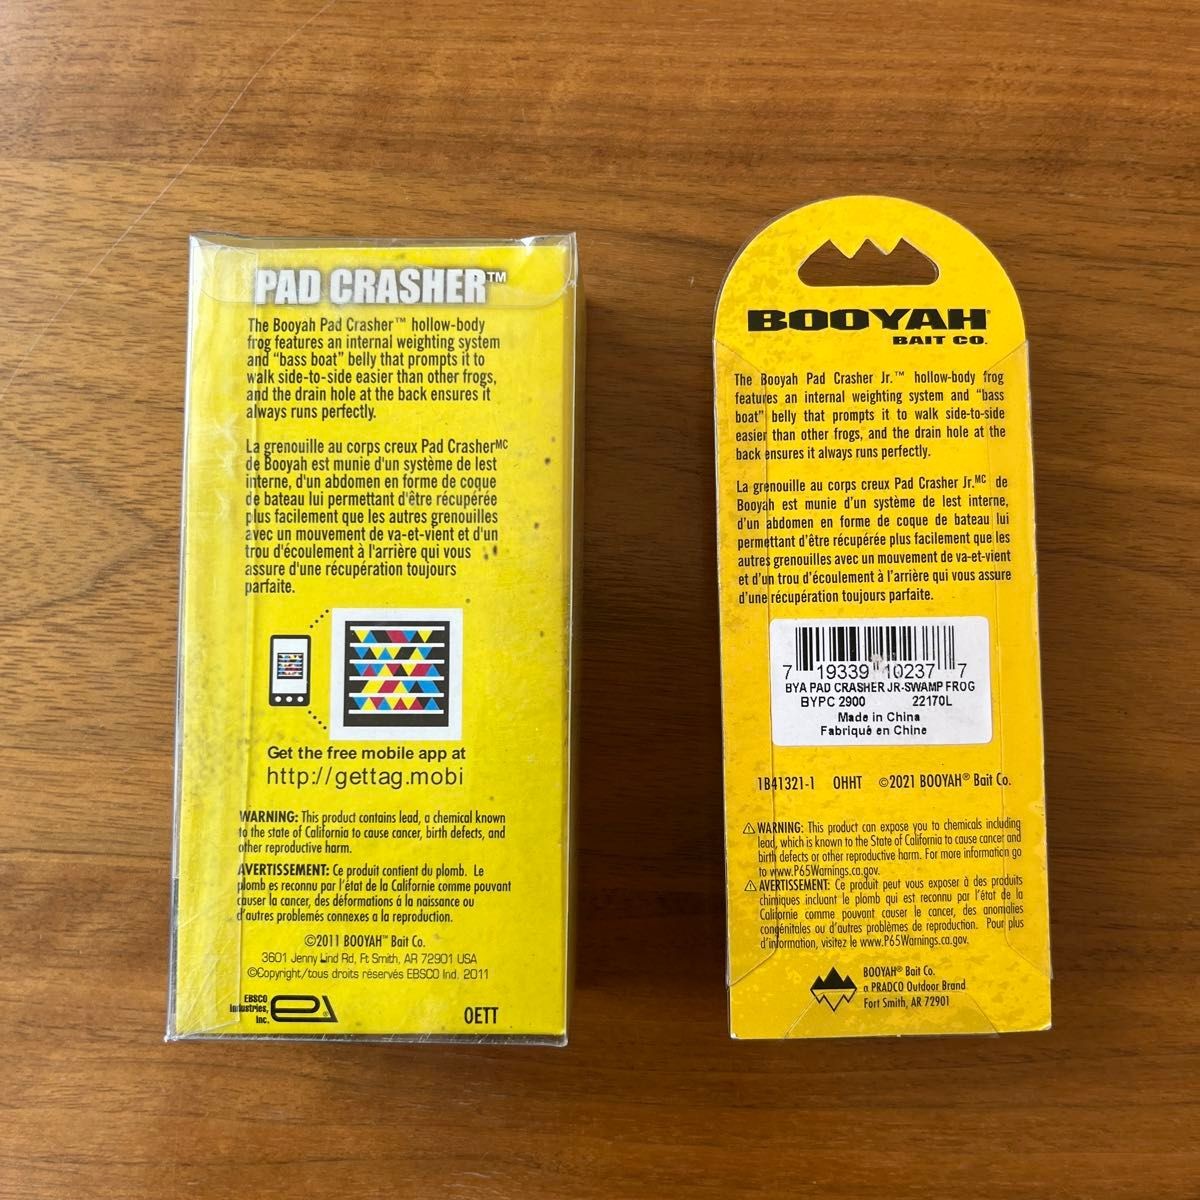 PAD CRASHER™
The Booyah Pad Crasher™ hollow-body
frog features an internal weighting system
and “bass boat” belly that prompts it to
walk side-to-side easier than other frogs,
and the drain hole at the back ensures it
always runs perfectly.
La grenouille au corps creux Pad Crasherᴹᶜ
de Booyah est munie d'un système de lest
interne, d'un abdomen en forme de coque
de bateau lui permettant d'être récupérée
plus facilement que les autres grenouilles
avec un mouvement de va-et-vient et d'un
trou d'écoulement à l'arrière qui vous
assure d'une récupération toujours
parfaite.
Get the free mobile app at
http://gettag.mobi
WARNING: This product contains lead, a chemical known
to the state of California to cause cancer, birth defects, and
other reproductive harm.
AVERTISSEMENT: Ce produit contient du plomb. Le
plomb es reconnu par l'état de la Californie comme pouvant
causer la cancer, des déformations á la naissance ou
d'autres problemés connexes a la reproduction.
©2011 BOOYAH™ Bait Co.
3601 Jenny Lind Rd, Ft Smith, AR 72901 USA
©Copyright/tous droits réservés EBSCO Ind. 2011
EBSCO
Industries,
Inc.
OETT
BOOYAH®
BAIT CO.
The Booyah Pad Crasher Jr.™ hollow-body frog
features an internal weighting system and “bass
boat” belly that prompts it to walk side-to-side
easier than other frogs, and the drain hole at the
back ensures it always runs perfectly.
La grenouille au corps creux Pad Crasher Jr.ᴹᶜ de
Booyah est munie d'un système de lest interne,
d'un abdomen en forme de coque de bateau lui
permettant d'être récupérée plus facilement que les
autres grenouilles avec un mouvement de va-et-vient
et d'un trou d'écoulement à l'arrière qui vous assure
d'une récupération toujours parfaite.
7 19339 10237 7
BYA PAD CRASHER JR-SWAMP FROG
BYPC 2900 22170L
Made in China
Fabriqué en Chine
1B41321-1 OHHT ©2021 BOOYAH® Bait Co.
⚠ WARNING: This product can expose you to chemicals including
lead, which is known to the State of California to cause cancer and
birth defects or other reproductive harm. For more information go
to www.P65Warnings.ca.gov.
⚠ AVERTISSEMENT: Ce produit peut vous exposer à des produits
chimiques incluant le plomb qui est reconnu par l'état de la
Californie comme pouvant causer le cancer, des anomalies
congénitales ou d'autres problèmes de reproduction. Pour plus
d'information, visitez le www.P65Warnings.ca.gov.
BOOYAH® Bait Co.
a PRADCO Outdoor Brand
Fort Smith, AR 72901